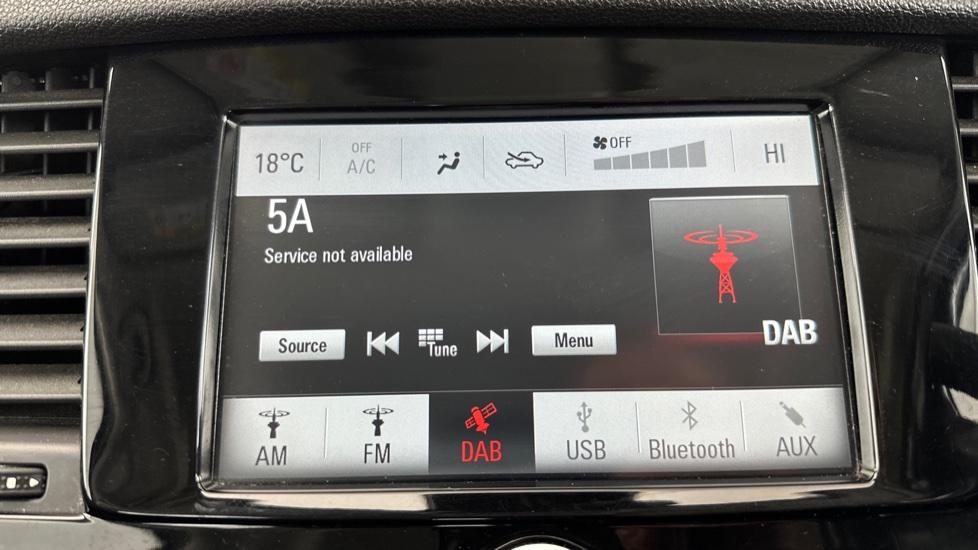 18°C OFF A/C OFF HI
5A
Service not available
DAB
Source Tune Menu
AM FM DAB USB Bluetooth AUX